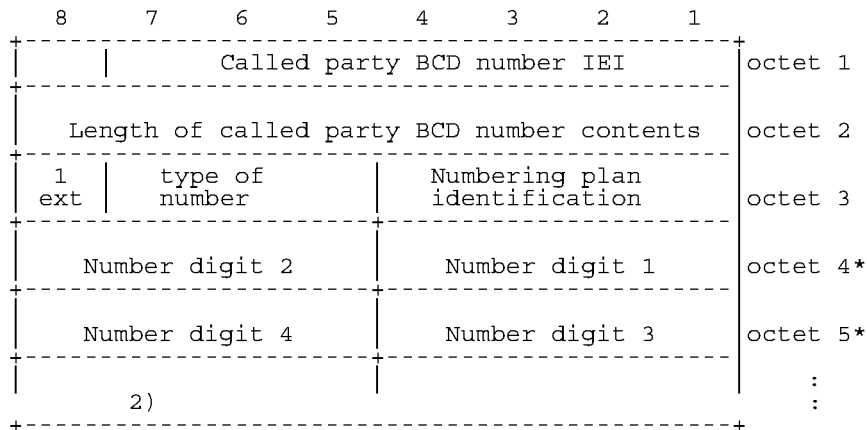 8 7 6 5 4 3 2 1
Called party BCD number IEI octet 1
Length of called party BCD number contents octet 2
1 type of Numbering plan
ext number identification octet 3
Number digit 2 Number digit 1 octet 4*
Number digit 4 Number digit 3 octet 5*
:
2) :